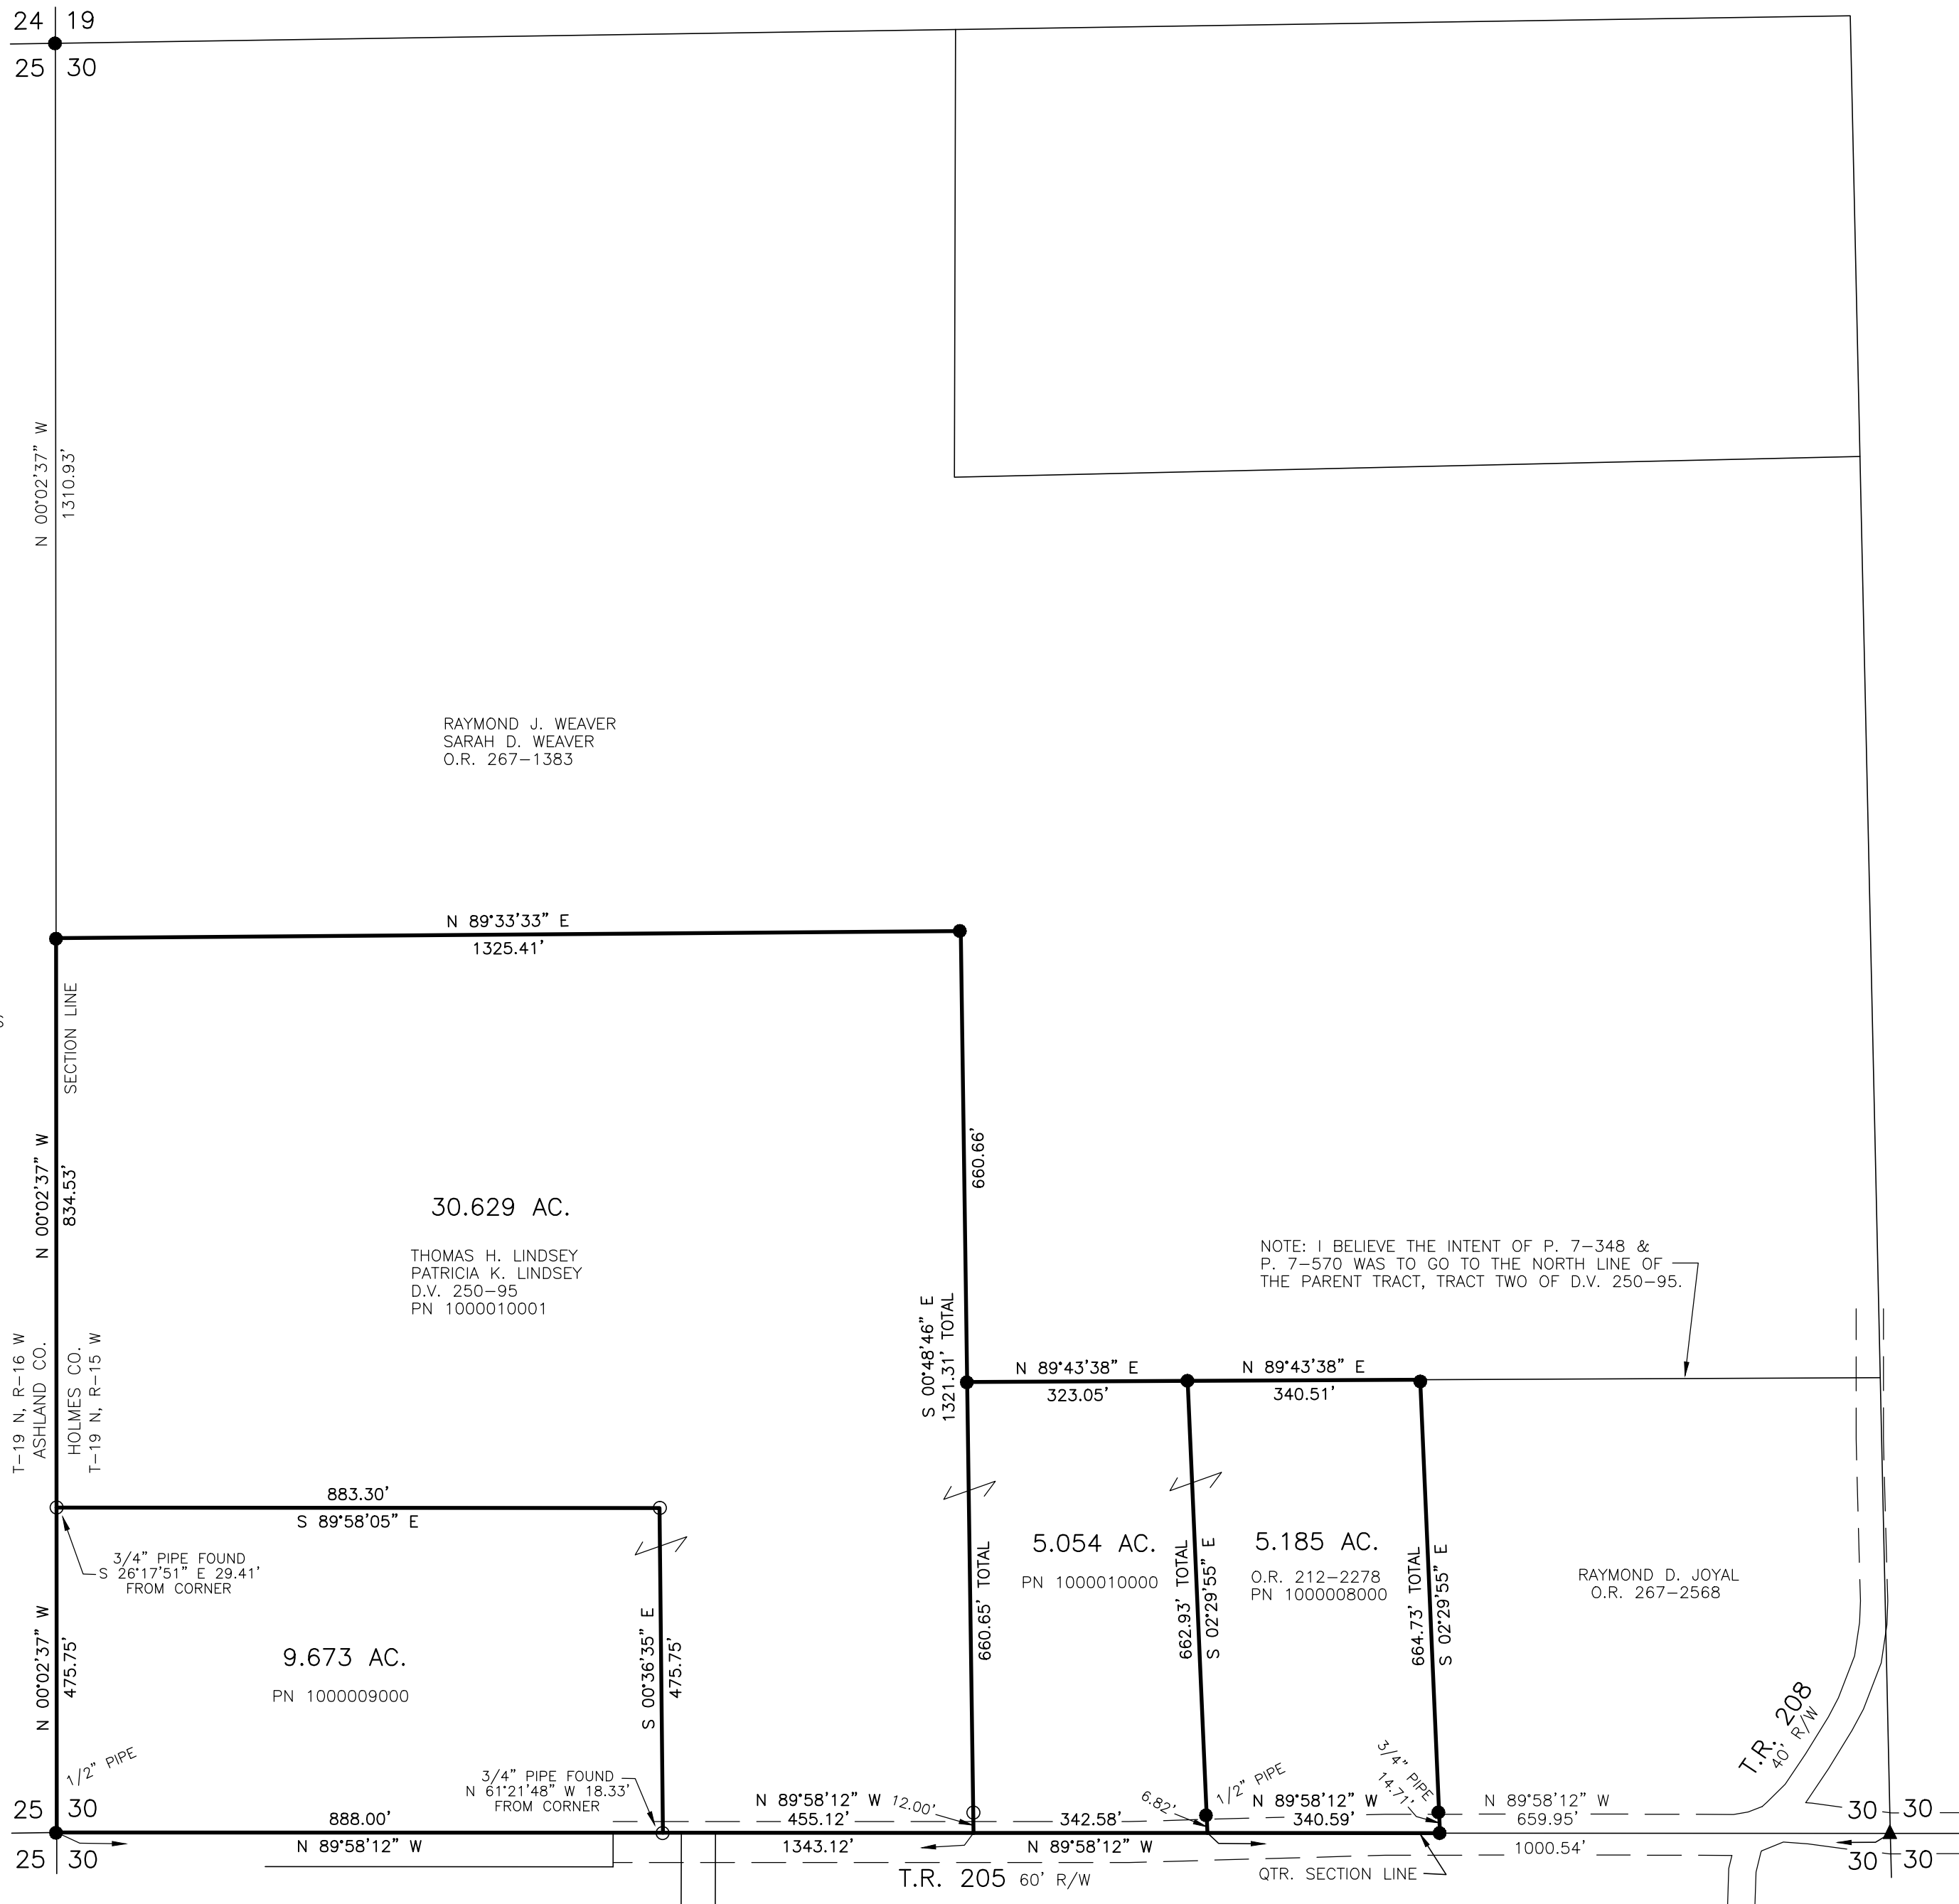 24 19
25 30
N 00°02'37" W
1310.93'
RAYMOND J. WEAVER
SARAH D. WEAVER
O.R. 267-1383
N 89°33'33" E
1325.41'
SECTION LINE
N 00°02'37" W
834.53'
660.66'
30.629 AC.
THOMAS H. LINDSEY
PATRICIA K. LINDSEY
D.V. 250-95
PN 1000010001
NOTE: I BELIEVE THE INTENT OF P. 7-348 &
P. 7-570 WAS TO GO TO THE NORTH LINE OF
THE PARENT TRACT, TRACT TWO OF D.V. 250-95.
S 00°48'46" E
1321.31' TOTAL
T-19 N, R-16 W
ASHLAND CO.
HOLMES CO.
T-19 N, R-15 W
N 89°43'38" E
323.05'
N 89°43'38" E
340.51'
883.30'
S 89°58'05" E
3/4" PIPE FOUND
S 26°17'51" E 29.41'
FROM CORNER
5.054 AC.
PN 1000010000
5.185 AC.
O.R. 212-2278
PN 1000008000
RAYMOND D. JOYAL
O.R. 267-2568
660.65' TOTAL
662.93' TOTAL
S 02°29'55" E
664.73' TOTAL
S 02°29'55" E
N 00°02'37" W
475.75'
9.673 AC.
PN 1000009000
S 00°36'35" E
475.75'
T.R. 208
40' R/W
1/2" PIPE
3/4" PIPE FOUND
N 61°21'48" W 18.33'
FROM CORNER
N 89°58'12" W
455.12'
12.00'
342.58'
6.82'
1/2" PIPE
N 89°58'12" W
340.59'
3/4" PIPE
14.71'
N 89°58'12" W
659.95'
25 30
888.00'
30 30
25 30
N 89°58'12" W
1343.12'
N 89°58'12" W
1000.54'
30 30
T.R. 205 60' R/W
QTR. SECTION LINE